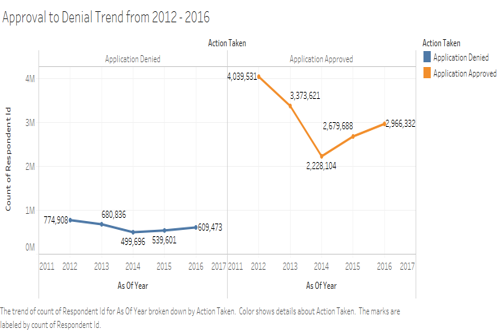 Approval to Denial Trend from 2012 - 2016
Action Taken
Application Denied Application Approved
Action Taken
Application Denied
Application Approved
Count of Respondent Id
4M
3M
2M
1M
0M
774,908 680,836 499,696 539,601 609,473
4,039,531 3,373,621 2,228,104 2,679,688 2,966,332
2011 2012 2013 2014 2015 2016 2017 2011 2012 2013 2014 2015 2016 2017
As Of Year As Of Year
The trend of count of Respondent Id for As Of Year broken down by Action Taken. Color shows details about Action Taken. The marks are
labeled by count of Respondent Id.